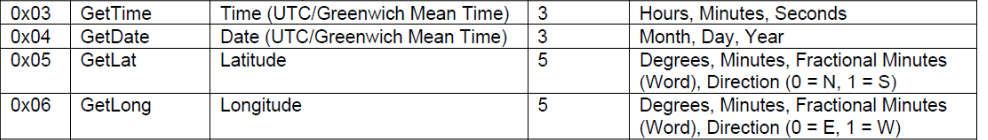 0x03 GetTime Time (UTC/Greenwich Mean Time) 3 Hours, Minutes, Seconds
0x04 GetDate Date (UTC/Greenwich Mean Time) 3 Month, Day, Year
0x05 GetLat Latitude 5 Degrees, Minutes, Fractional Minutes
(Word), Direction (0 = N, 1 = S)
0x06 GetLong Longitude 5 Degrees, Minutes, Fractional Minutes
(Word), Direction (0 = E, 1 = W)